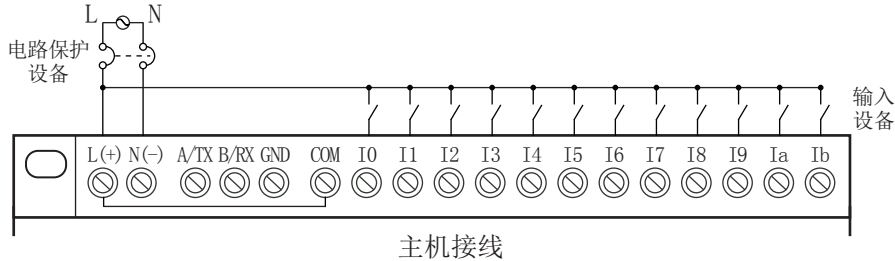 L N
电路保护
设备
输入
设备
L(+) N(-) A/TX B/RX GND COM I0 I1 I2 I3 I4 I5 I6 I7 I8 I9 Ia Ib
主机接线